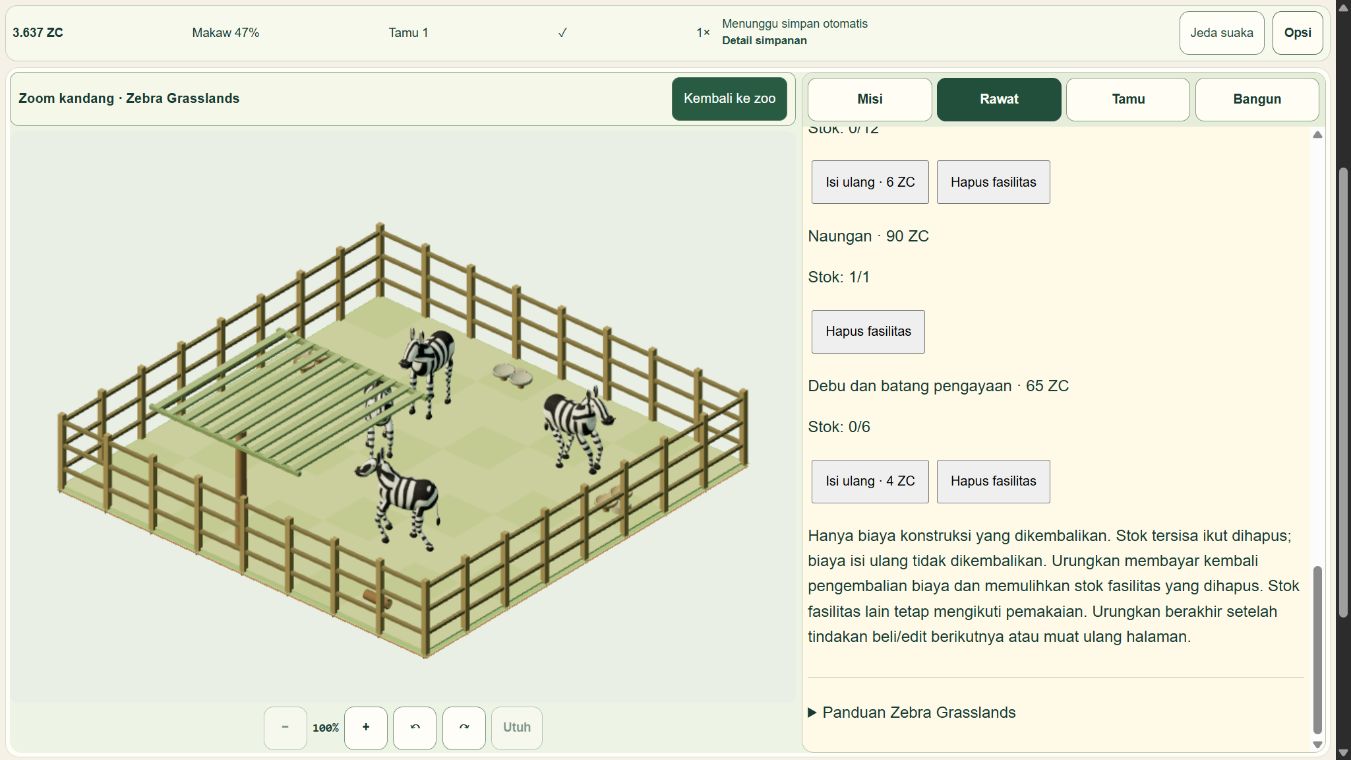 3.637 ZC
Makaw 47%
Tamu 1
✓
1×
Menunggu simpan otomatis
Detail simpanan
Jeda suaka
Opsi
Zoom kandang · Zebra Grasslands
Kembali ke zoo
Misi
Rawat
Tamu
Bangun
Stok: 0/12
Isi ulang · 6 ZC
Hapus fasilitas
Naungan · 90 ZC
Stok: 1/1
Hapus fasilitas
Debu dan batang pengayaan · 65 ZC
Stok: 0/6
Isi ulang · 4 ZC
Hapus fasilitas
Hanya biaya konstruksi yang dikembalikan. Stok tersisa ikut dihapus;
biaya isi ulang tidak dikembalikan. Urungkan membayar kembali
pengembalian biaya dan memulihkan stok fasilitas yang dihapus. Stok
fasilitas lain tetap mengikuti pemakaian. Urungkan berakhir setelah
tindakan beli/edit berikutnya atau muat ulang halaman.
▶ Panduan Zebra Grasslands
−
100%
+
↶
↷
Utuh